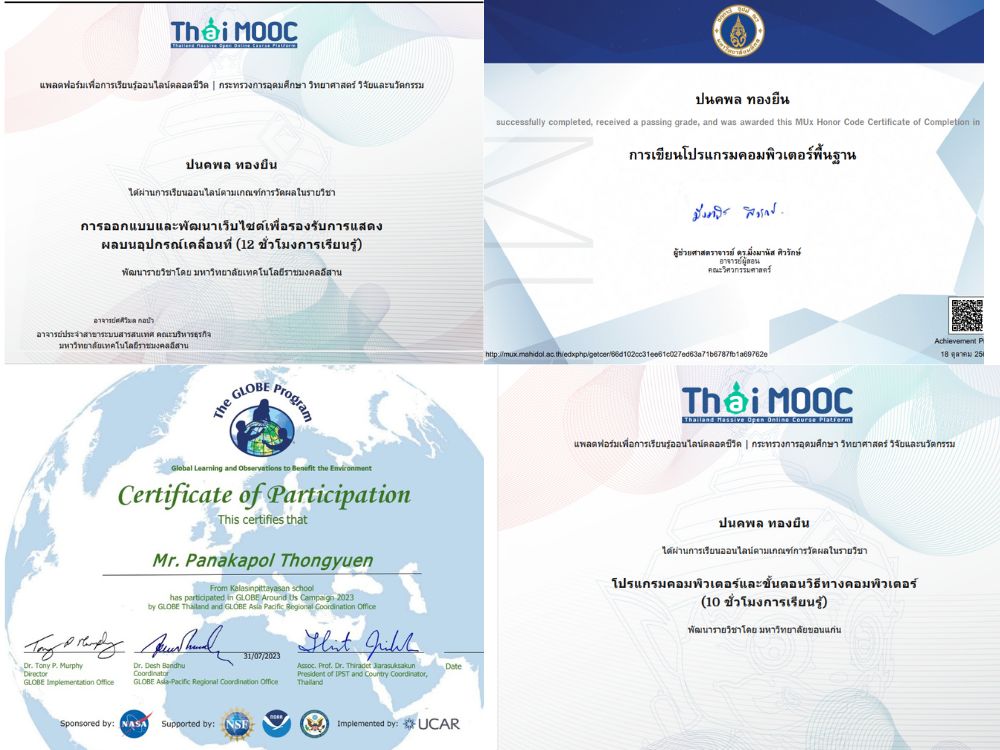 Thai MOOC
Thailand Massive Open Online Course Platform
แพลตฟอร์มเพื่อการเรียนรู้ออนไลน์ตลอดชีวิต | กระทรวงการอุดมศึกษา วิทยาศาสตร์ วิจัยและนวัตกรรม
ปนคพล ทองยืน
ได้ผ่านการเรียนออนไลน์ตามเกณฑ์การวัดผลในรายวิชา
การออกแบบและพัฒนาเว็บไซต์เพื่อรองรับการแสดง
ผลบนอุปกรณ์เคลื่อนที่ (12 ชั่วโมงการเรียนรู้)
พัฒนารายวิชาโดย มหาวิทยาลัยเทคโนโลยีราชมงคลอีสาน
อาจารย์ศศิวิมล กอบัว
อาจารย์ประจำสาขาระบบสารสนเทศ คณะบริหารธุรกิจ
มหาวิทยาลัยเทคโนโลยีราชมงคลอีสาน
ปนคพล ทองยืน
successfully completed, received a passing grade, and was awarded this MUx Honor Code Certificate of Completion in
การเขียนโปรแกรมคอมพิวเตอร์พื้นฐาน
ผู้ช่วยศาสตราจารย์ ดร.มิ่งมานัส ศิวรักษ์
อาจารย์ผู้สอน
คณะวิศวกรรมศาสตร์
Achievement
http://mux.mahidol.ac.th/edxphp/getcer/66d102cc31ee61c027ed63a71b6787fb1a69762e
18 ตุลาคม
The GLOBE Program
Global Learning and Observations to Benefit the Environment
Certificate of Participation
This certifies that
Mr. Panakapol Thongyuen
From Kalasinpittayasan school
has participated in GLOBE Around Us Campaign 2023
by GLOBE Thailand and GLOBE Asia Pacific Regional Coordination Office
31/07/2023
Dr. Tony P. Murphy
Director
GLOBE Implementation Office
Dr. Desh Bandhu
Coordinator
GLOBE Asia-Pacific Regional Coordination Office
Assoc. Prof. Dr. Thiradet Jiarasuksakun
President of IPST and Country Coordinator,
Thailand
Date
Sponsored by: NASA Supported by: NSF NOAA Implemented by: UCAR
Thai MOOC
Thailand Massive Open Online Course Platform
แพลตฟอร์มเพื่อการเรียนรู้ออนไลน์ตลอดชีวิต | กระทรวงการอุดมศึกษา วิทยาศาสตร์ วิจัยและนวัตกรรม
ปนคพล ทองยืน
ได้ผ่านการเรียนออนไลน์ตามเกณฑ์การวัดผลในรายวิชา
โปรแกรมคอมพิวเตอร์และขั้นตอนวิธีทางคอมพิวเตอร์
(10 ชั่วโมงการเรียนรู้)
พัฒนารายวิชาโดย มหาวิทยาลัยขอนแก่น